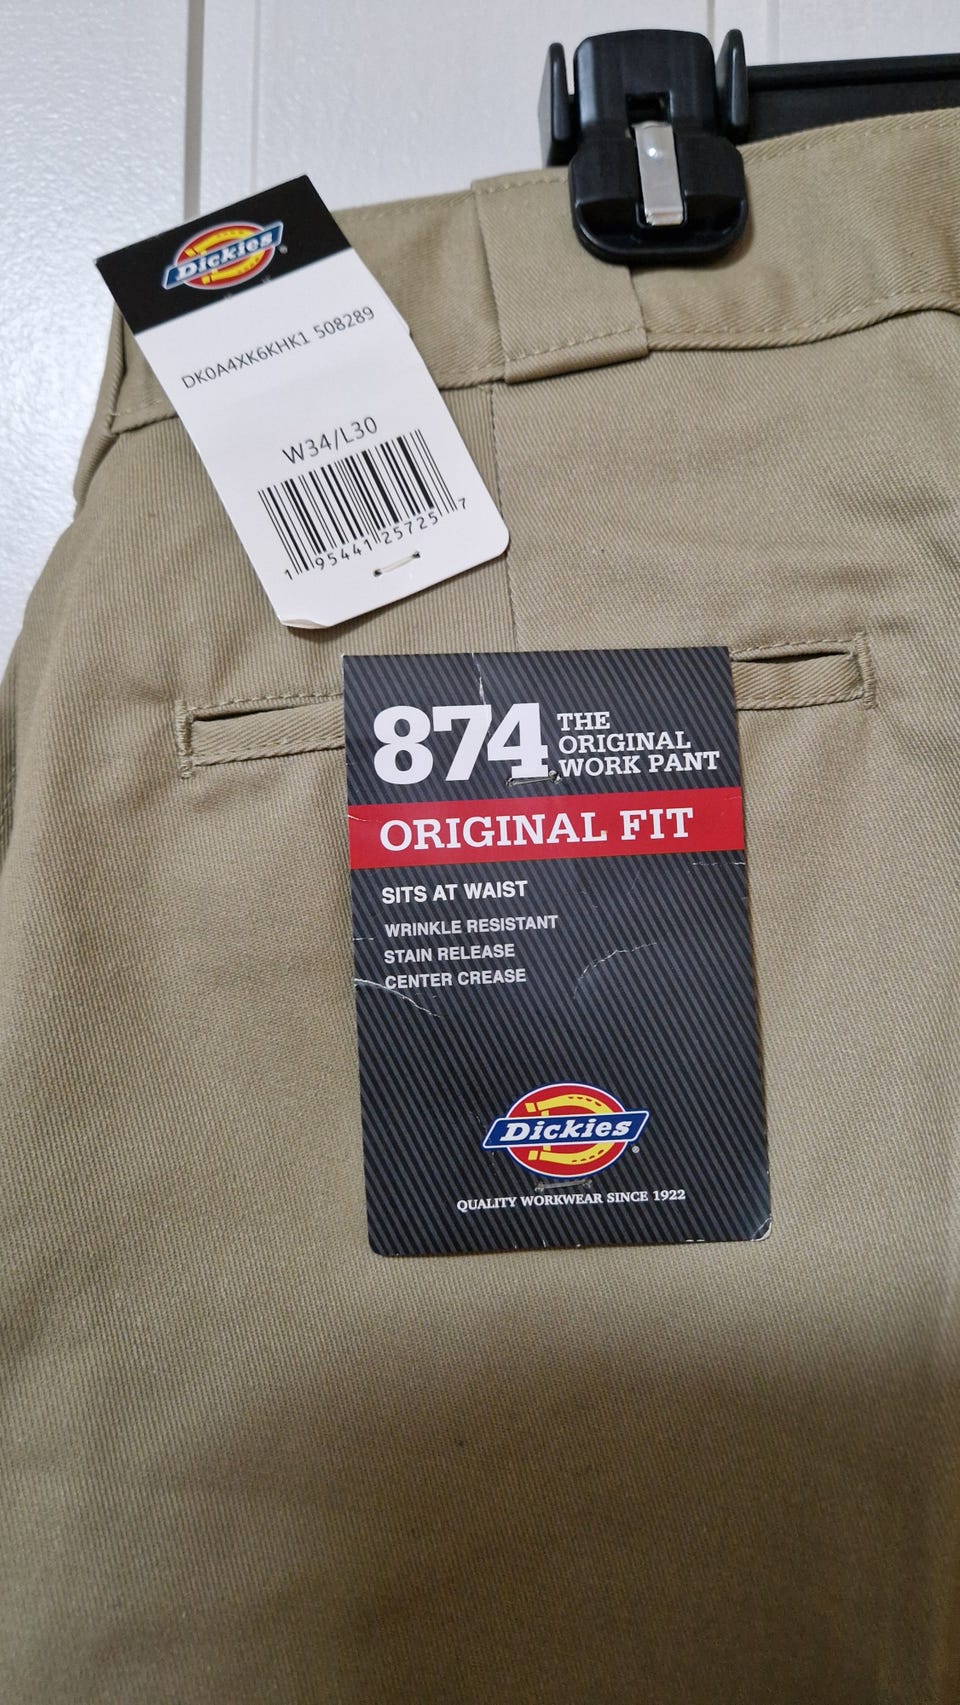 Dickies
DK0A4XK6KHK1 508289
W34/L30
1 95441 25725 7
874 THE
ORIGINAL
WORK PANT
ORIGINAL FIT
SITS AT WAIST
WRINKLE RESISTANT
STAIN RELEASE
CENTER CREASE
Dickies®
QUALITY WORKWEAR SINCE 1922